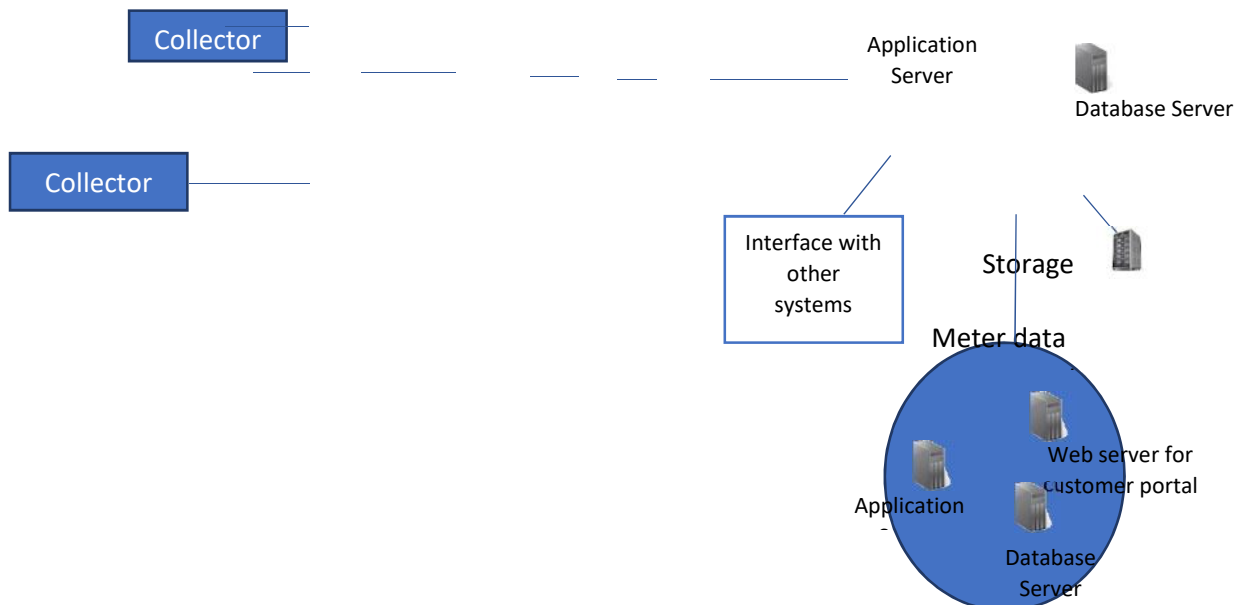 Collector
Application
Server
Database Server
Collector
Interface with
other
systems
Storage
Meter data
Web server for
customer portal
Application
Database
Server